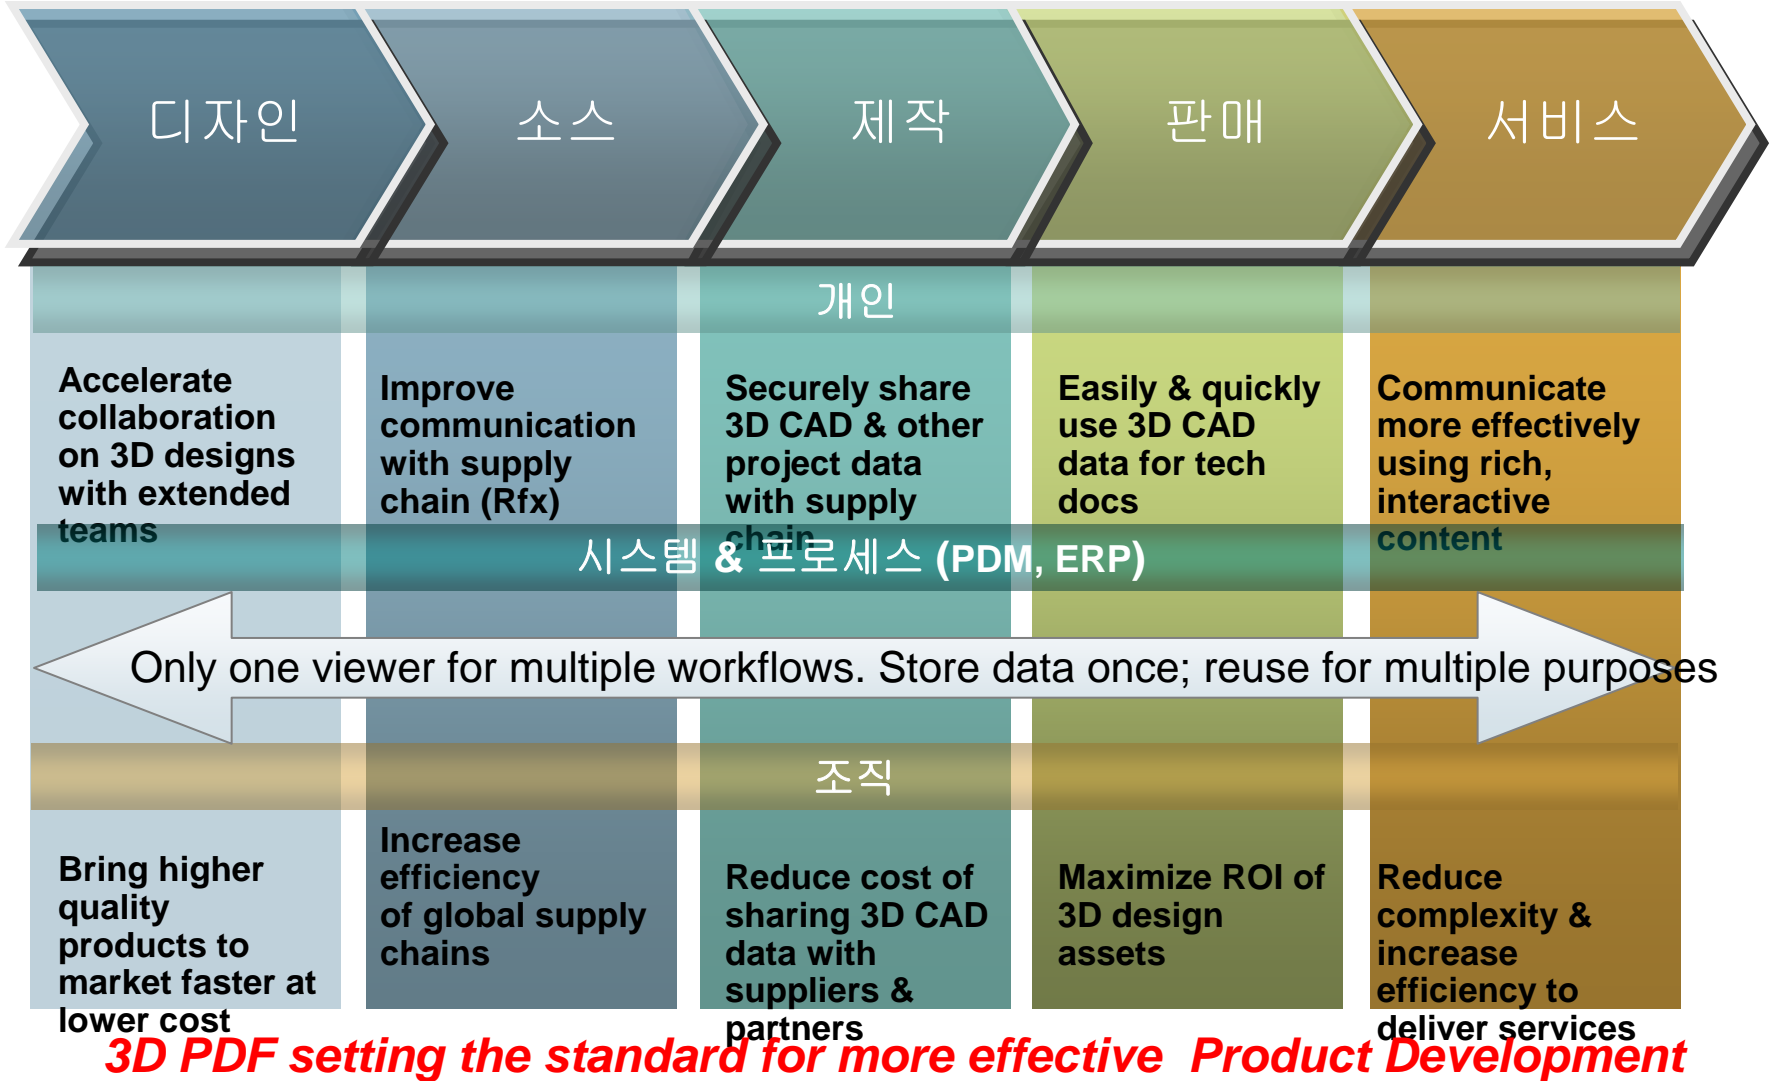 디자인
소스
제작
판매
서비스
개인
Accelerate
collaboration
on 3D designs
with extended
teams
Improve
communication
with supply
chain (Rfx)
Securely share
3D CAD & other
project data
with supply
chain
Easily & quickly
use 3D CAD
data for tech
docs
Communicate
more effectively
using rich,
interactive
content
시스템 & 프로세스 (PDM, ERP)
Only one viewer for multiple workflows. Store data once; reuse for multiple purposes
조직
Bring higher
quality
products to
market faster at
lower cost
Increase
efficiency
of global supply
chains
Reduce cost of
sharing 3D CAD
data with
suppliers &
partners
Maximize ROI of
3D design
assets
Reduce
complexity &
increase
efficiency to
deliver services
3D PDF setting the standard for more effective  Product Development